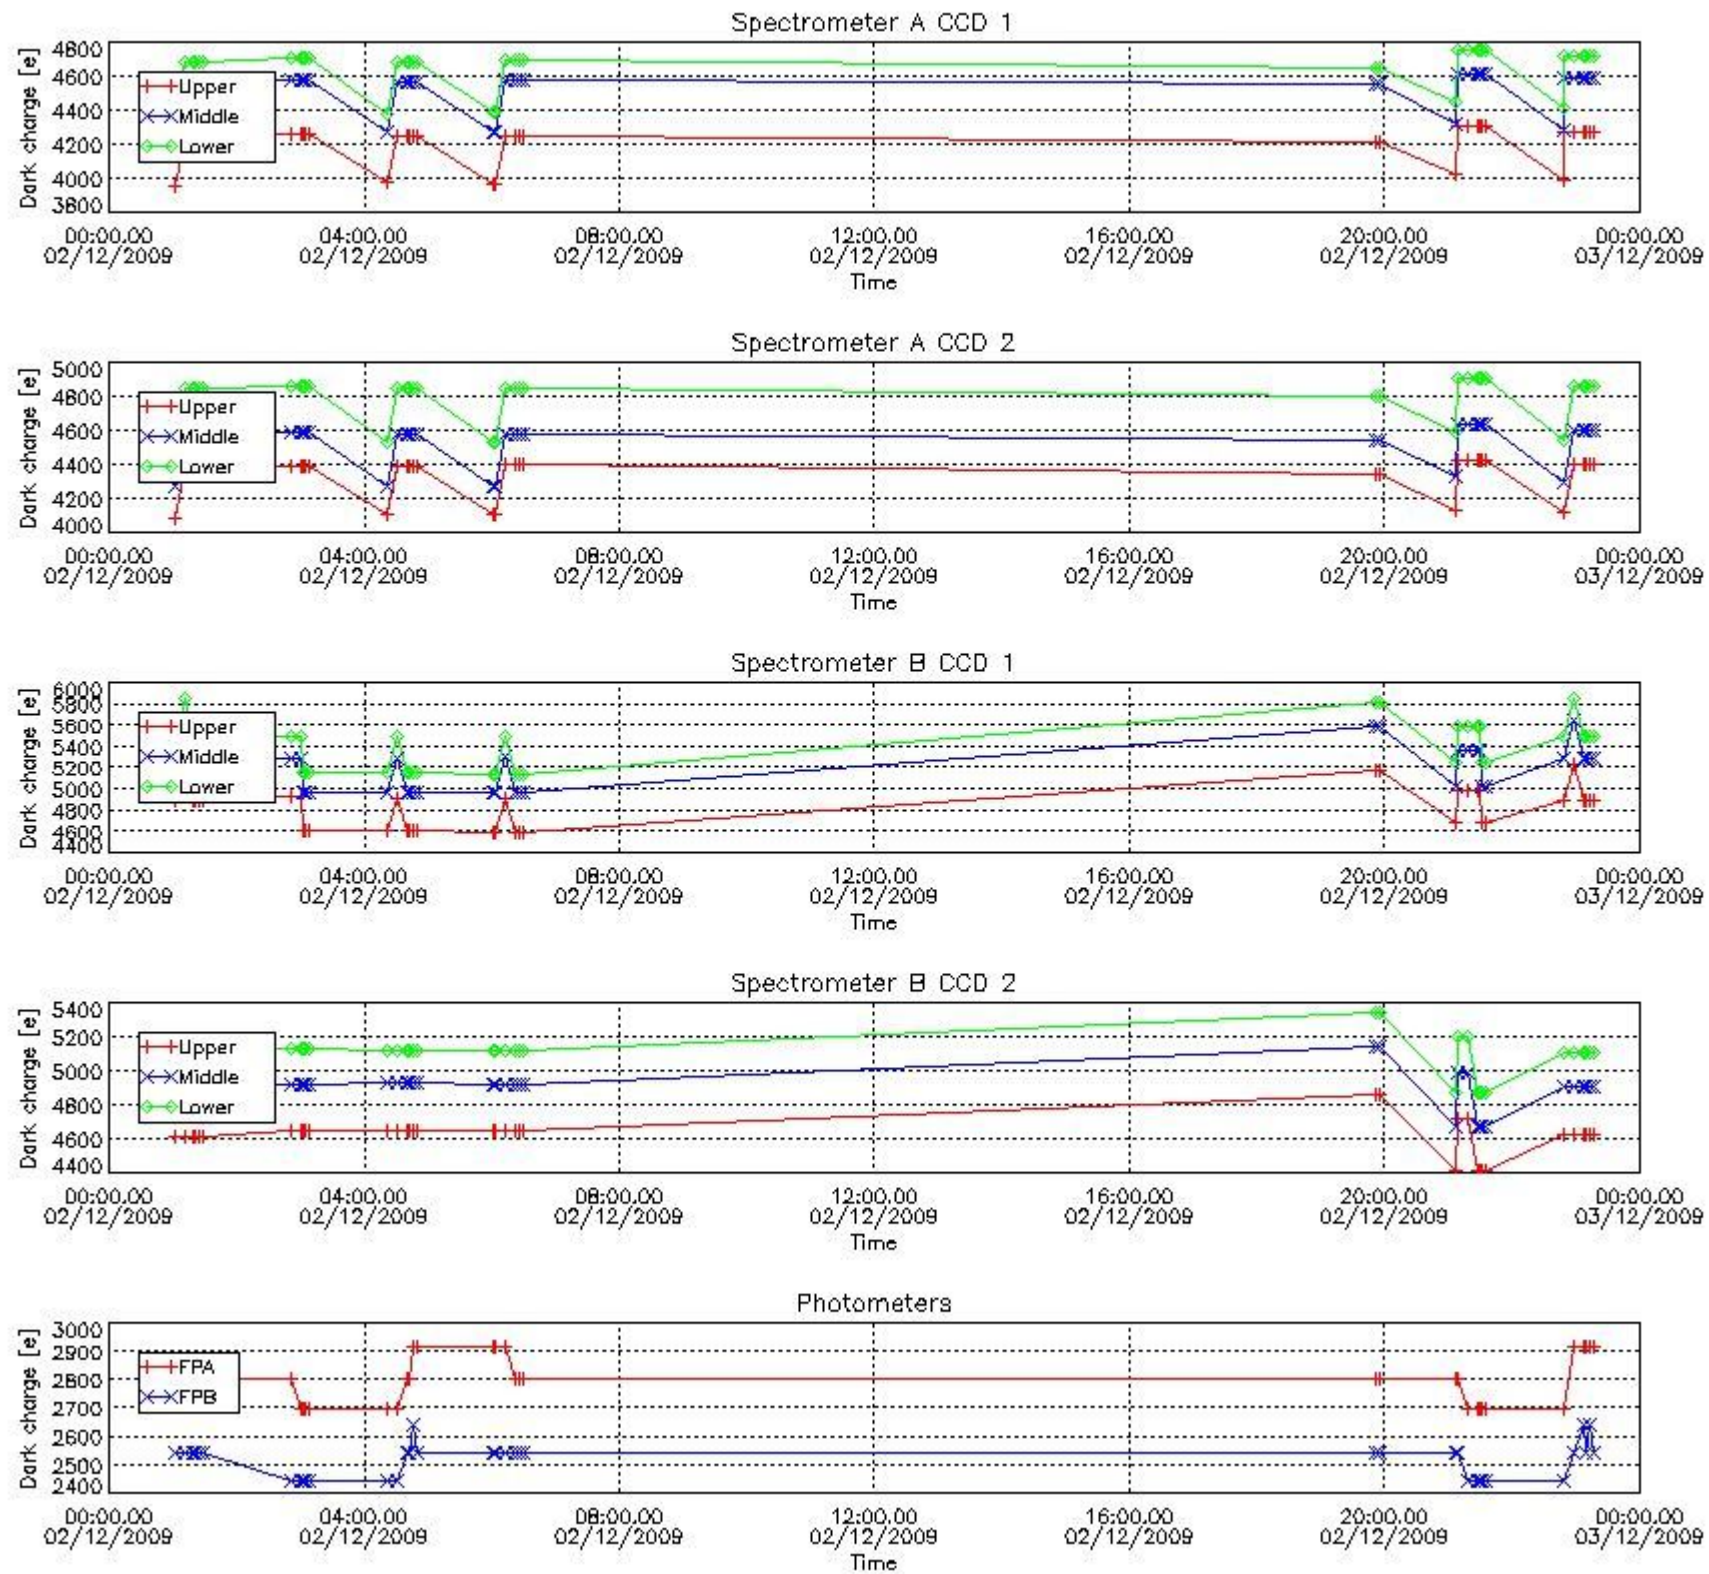 Spectrometer A CCD 1
Dark charge [e]
4800
4600
4400
4200
4000
3800
Upper
Middle
Lower
00:00.00 04:00.00 08:00.00 12:00.00 16:00.00 20:00.00 00:00.00
02/12/2009 02/12/2009 02/12/2009 02/12/2009 02/12/2009 02/12/2009 03/12/2009
Time
Spectrometer A CCD 2
Dark charge [e]
5000
4800
4600
4400
4200
4000
Upper
Middle
Lower
00:00.00 04:00.00 08:00.00 12:00.00 16:00.00 20:00.00 00:00.00
02/12/2009 02/12/2009 02/12/2009 02/12/2009 02/12/2009 02/12/2009 03/12/2009
Time
Spectrometer B CCD 1
Dark charge [e]
6000
5800
5600
5400
5200
5000
4800
4600
4400
Upper
Middle
Lower
00:00.00 04:00.00 08:00.00 12:00.00 16:00.00 20:00.00 00:00.00
02/12/2009 02/12/2009 02/12/2009 02/12/2009 02/12/2009 02/12/2009 03/12/2009
Time
Spectrometer B CCD 2
Dark charge [e]
5400
5200
5000
4800
4600
4400
Upper
Middle
Lower
00:00.00 04:00.00 08:00.00 12:00.00 16:00.00 20:00.00 00:00.00
02/12/2009 02/12/2009 02/12/2009 02/12/2009 02/12/2009 02/12/2009 03/12/2009
Time
Photometers
Dark charge [e]
3000
2900
2800
2700
2600
2500
2400
FPA
FPB
00:00.00 04:00.00 08:00.00 12:00.00 16:00.00 20:00.00 00:00.00
02/12/2009 02/12/2009 02/12/2009 02/12/2009 02/12/2009 02/12/2009 03/12/2009
Time